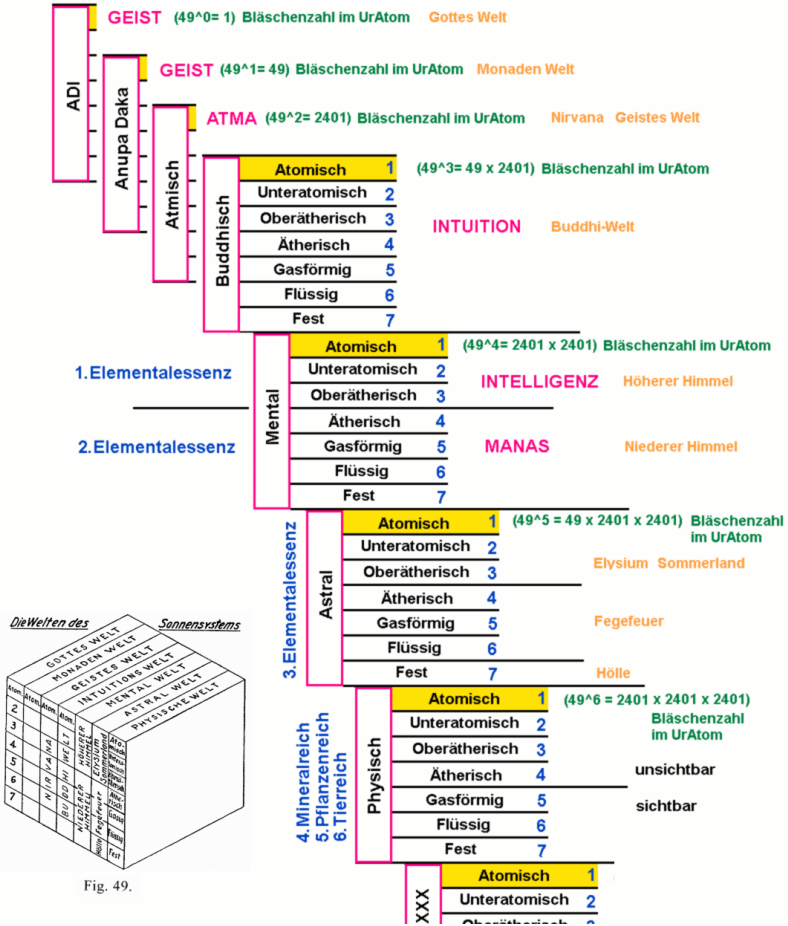 GEIST (49^0= 1) Bläschenzahl im UrAtom Gottes Welt
ADI
GEIST (49^1= 49) Bläschenzahl im UrAtom Monaden Welt
Anupa Daka
ATMA (49^2= 2401) Bläschenzahl im UrAtom Nirvana Geistes Welt
Atmisch
Buddhisch
Atomisch 1 (49^3= 49 x 2401) Bläschenzahl im UrAtom
Unteratomisch 2
Oberätherisch 3 INTUITION Buddhi-Welt
Ätherisch 4
Gasförmig 5
Flüssig 6
Fest 7
Mental
Atomisch 1 (49^4= 2401 x 2401) Bläschenzahl im UrAtom
1.Elementalessenz Unteratomisch 2 INTELLIGENZ Höherer Himmel
Oberätherisch 3
Ätherisch 4
2.Elementalessenz Gasförmig 5 MANAS Niederer Himmel
Flüssig 6
Fest 7
3.Elementalessenz
Astral
Atomisch 1 (49^5 = 49 x 2401 x 2401) Bläschenzahl
im UrAtom
Unteratomisch 2
Oberätherisch 3 Elysium Sommerland
Ätherisch 4
Gasförmig 5 Fegefeuer
Flüssig 6
Fest 7 Hölle
4.Mineralreich
5.Pflanzenreich
6.Tierreich
Physisch
Atomisch 1 (49^6 = 2401 x 2401 x 2401)
Bläschenzahl
im UrAtom
Unteratomisch 2
Oberätherisch 3
Ätherisch 4 unsichtbar
Gasförmig 5 sichtbar
Flüssig 6
Fest 7
XXX
Atomisch 1
Unteratomisch 2
Die Welten des Sonnensystems
GOTTES WELT
MONADEN WELT
GEISTES WELT
INTUITIONS WELT
MENTAL WELT
ASTRAL WELT
PHYSISCHE WELT
Atom. Atom. Atom. Atom.
2
3
4
5
6
7
NIRVANA
BUDDHI WELT
HÖHERER HIMMEL
NIEDERER HIMMEL
Elysium Sommerland
Fegefeuer
Hölle
Gasig
Flüssig
Fest
Fig. 49.